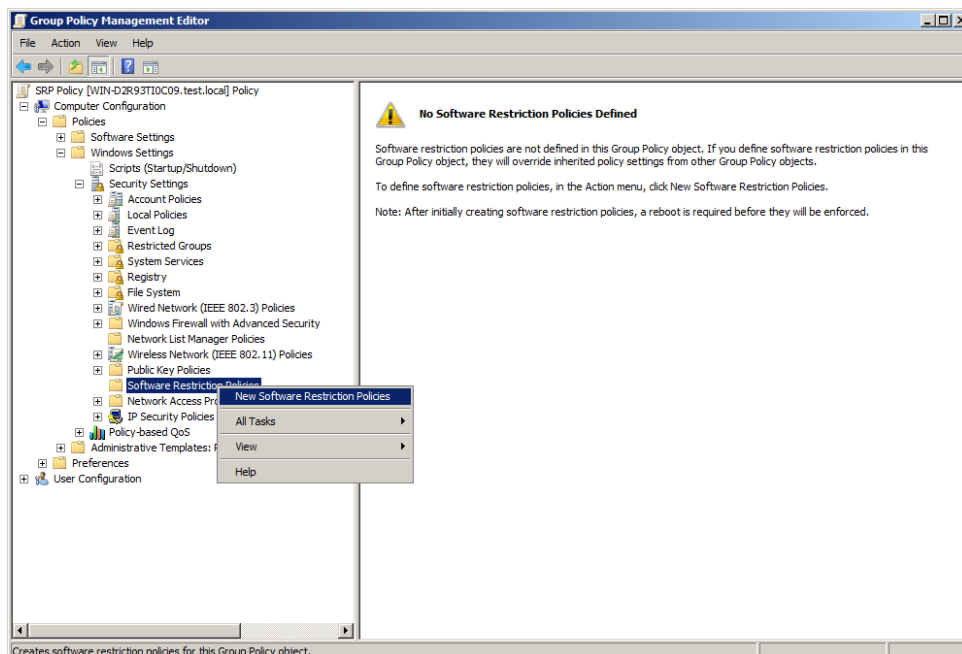 Group Policy Management Editor
File Action View Help
SRP Policy [WIN-D2R93TI0C09.test.local] Policy
Computer Configuration
Policies
Software Settings
Windows Settings
Scripts (Startup/Shutdown)
Security Settings
Account Policies
Local Policies
Event Log
Restricted Groups
System Services
Registry
File System
Wired Network (IEEE 802.3) Policies
Windows Firewall with Advanced Security
Network List Manager Policies
Wireless Network (IEEE 802.11) Policies
Public Key Policies
Software Restriction Policies
Network Access Pro
IP Security Policies
Policy-based QoS
Administrative Templates:
Preferences
User Configuration
New Software Restriction Policies
All Tasks
View
Help
No Software Restriction Policies Defined
Software restriction policies are not defined in this Group Policy object. If you define software restriction policies in this
Group Policy object, they will override inherited policy settings from other Group Policy objects.
To define software restriction policies, in the Action menu, click New Software Restriction Policies.
Note: After initially creating software restriction policies, a reboot is required before they will be enforced.
Creates software restriction policies for this Group Policy object.